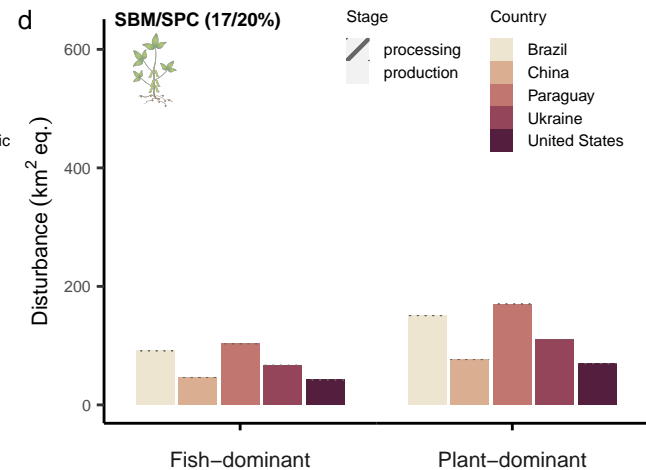 d
SBM/SPC (17/20%)
Stage
processing
production
Country
Brazil
China
Paraguay
Ukraine
United States
ic
Disturbance (km² eq.)
600
400
200
0
Fish−dominant
Plant−dominant